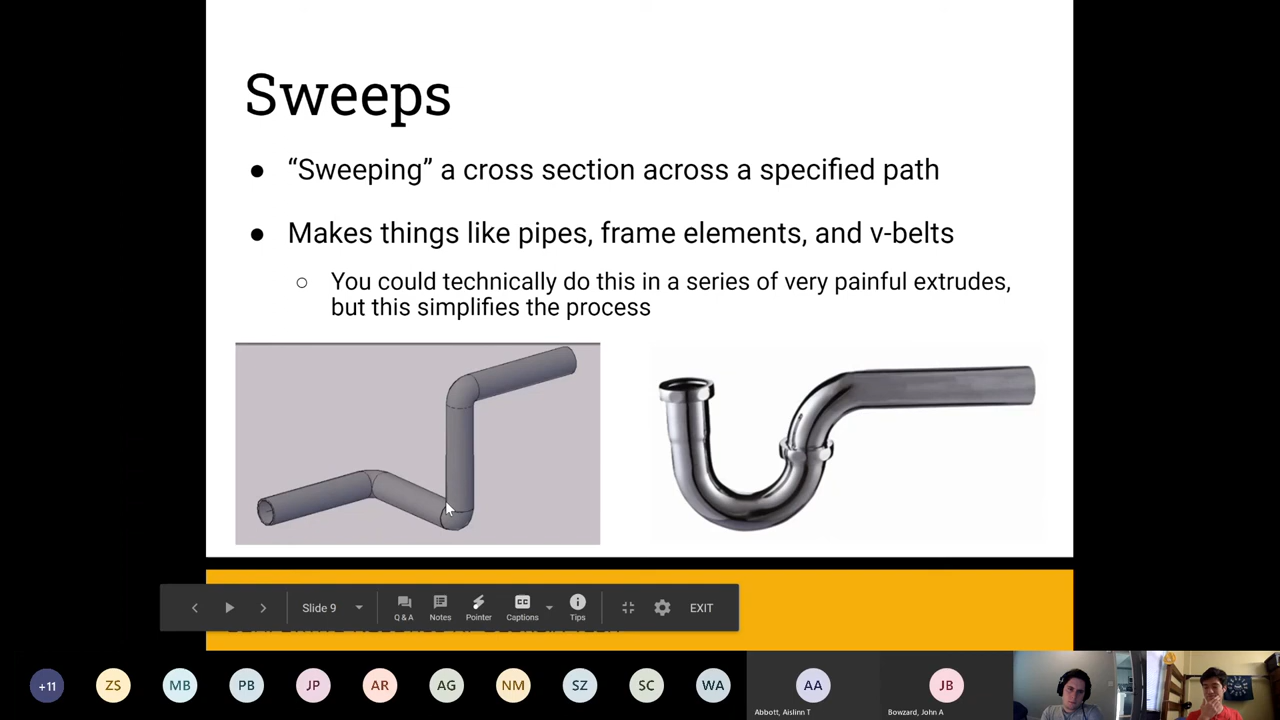 Sweeps
● “Sweeping” a cross section across a specified path
● Makes things like pipes, frame elements, and v-belts
○ You could technically do this in a series of very painful extrudes,
but this simplifies the process
Slide 9
Q & A
Notes
Pointer
CC
Captions
Tips
EXIT
+11
ZS
MB
PB
JP
AR
AG
NM
SZ
SC
WA
AA
Abbott, Aislinn T
JB
Bowzard, John A